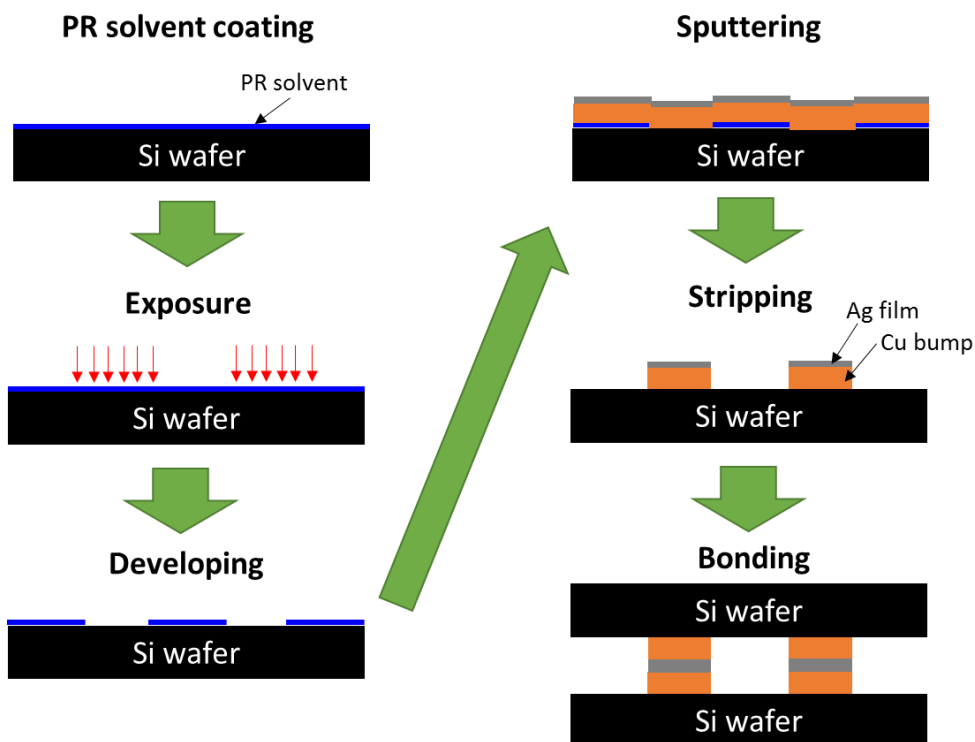 PR solvent coating
PR solvent
Si wafer
Exposure
Si wafer
Developing
Si wafer
Sputtering
Si wafer
Stripping
Ag film
Cu bump
Si wafer
Bonding
Si wafer
Si wafer